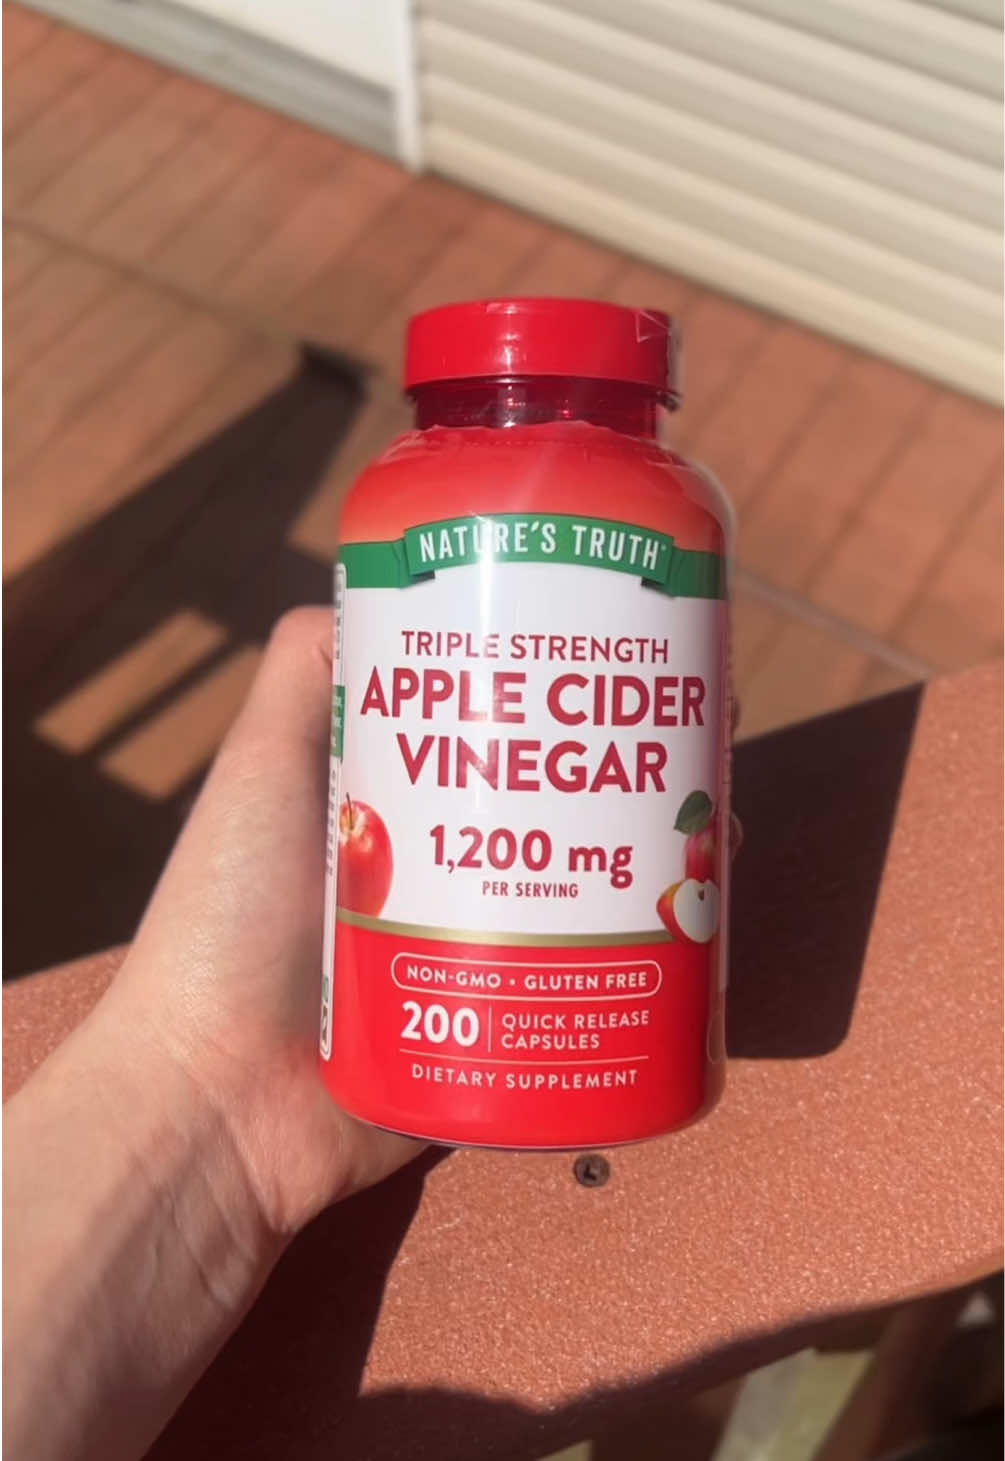 NATURE'S TRUTH
TRIPLE STRENGTH
APPLE CIDER
VINEGAR
1,200 mg
PER SERVING
NON-GMO • GLUTEN FREE
200
QUICK RELEASE
CAPSULES
DIETARY SUPPLEMENT